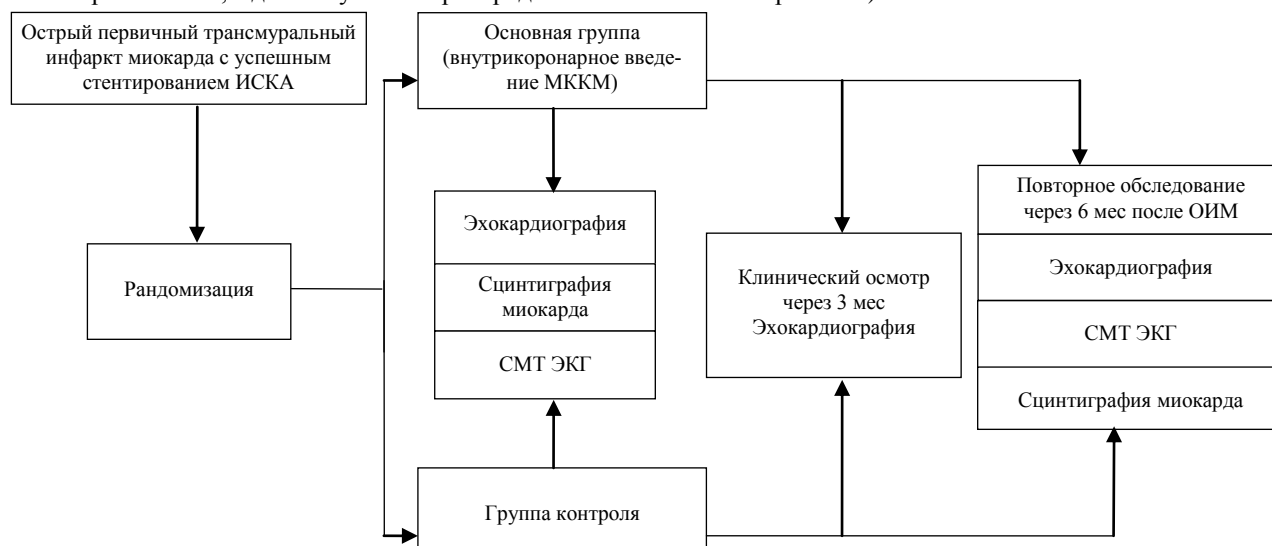 Острый первичный трансмуральный
инфаркт миокарда с успешным
стентированием ИСКА
Основная группа
(внутрикоронарное введе-
ние МККМ)
Рандомизация
Эхокардиография
Сцинтиграфия
миокарда
СМТ ЭКГ
Группа контроля
Клинический осмотр
через 3 мес
Эхокардиография
Повторное обследование
через 6 мес после ОИМ
Эхокардиография
СМТ ЭКГ
Сцинтиграфия миокарда